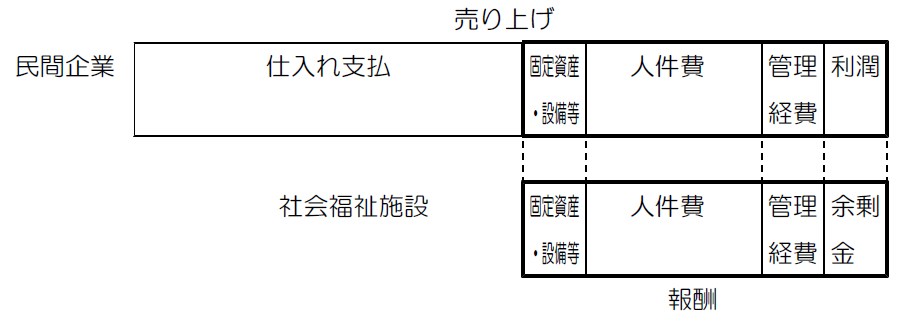 売り上げ
民間企業 仕入れ支払 固定資産 人件費 管理 利潤
・設備等 経費
社会福祉施設 固定資産 人件費 管理 余剰
・設備等 経費 金
報酬